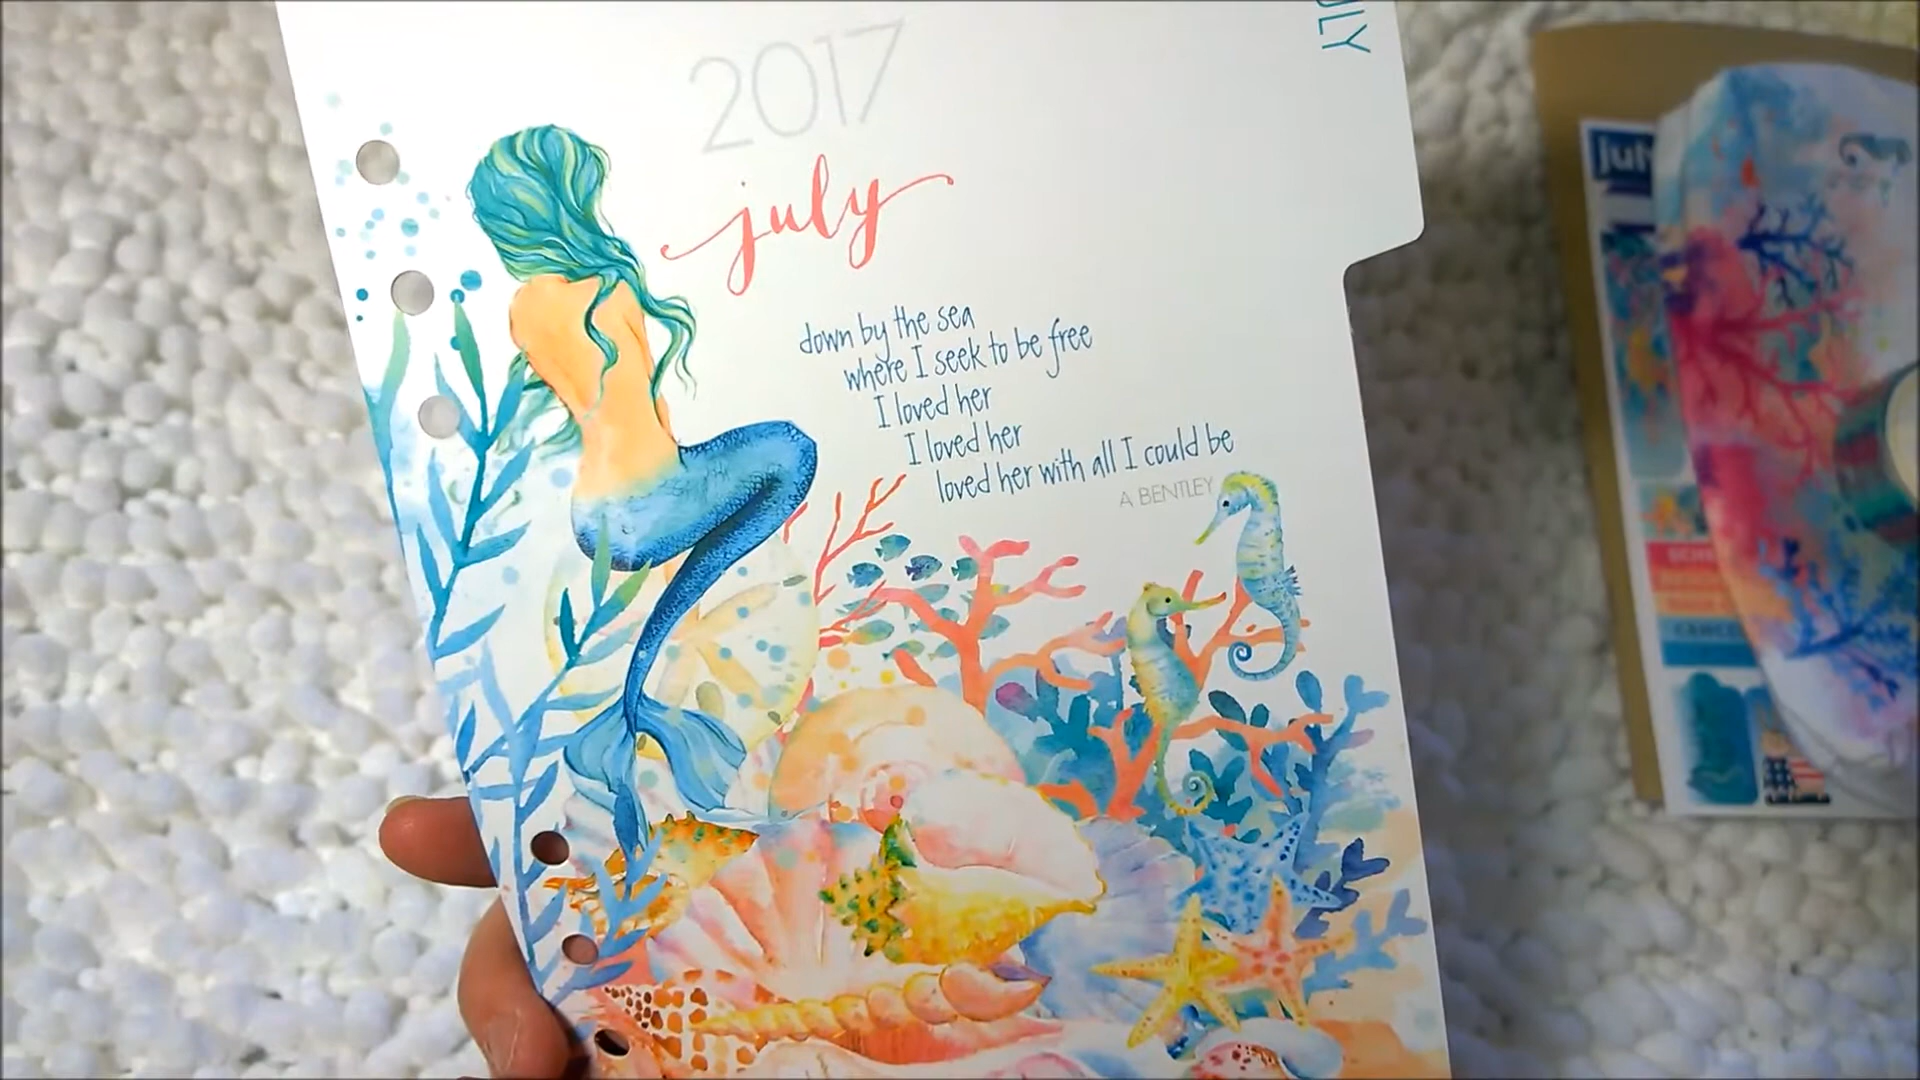 2017
july
down by the sea
where I seek to be free
I loved her
I loved her
loved her with all I could be
A BENTLEY